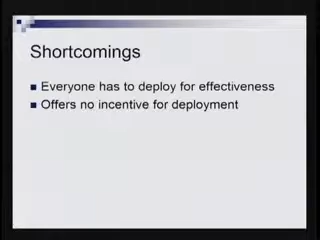 Shortcomings
Everyone has to deploy for effectiveness
Offers no incentive for deployment